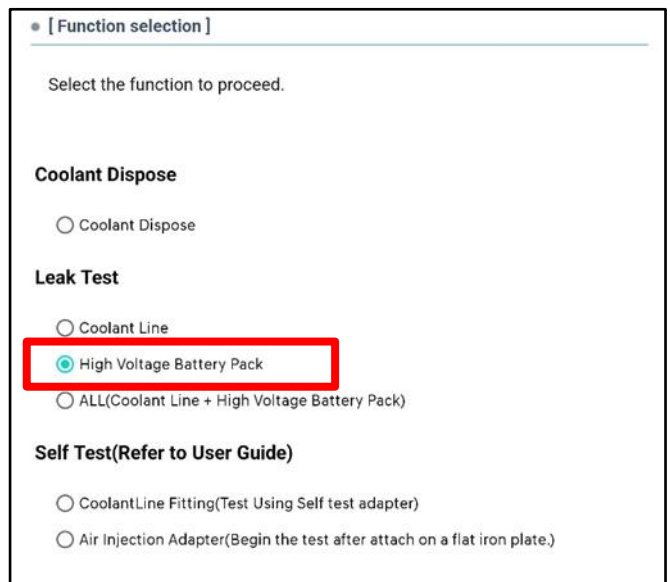 [ Function selection ]
Select the function to proceed.
Coolant Dispose
Coolant Dispose
Leak Test
Coolant Line
High Voltage Battery Pack
ALL(Coolant Line + High Voltage Battery Pack)
Self Test(Refer to User Guide)
CoolantLine Fitting(Test Using Self test adapter)
Air Injection Adapter(Begin the test after attach on a flat iron plate.)